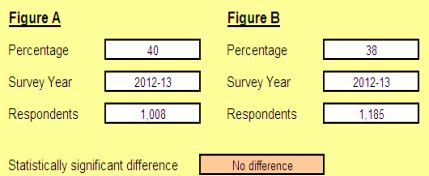 Figure A Figure B
Percentage 40 Percentage 38
Survey Year 2012-13 Survey Year 2012-13
Respondents 1,008 Respondents 1,185
Statistically significant difference No difference